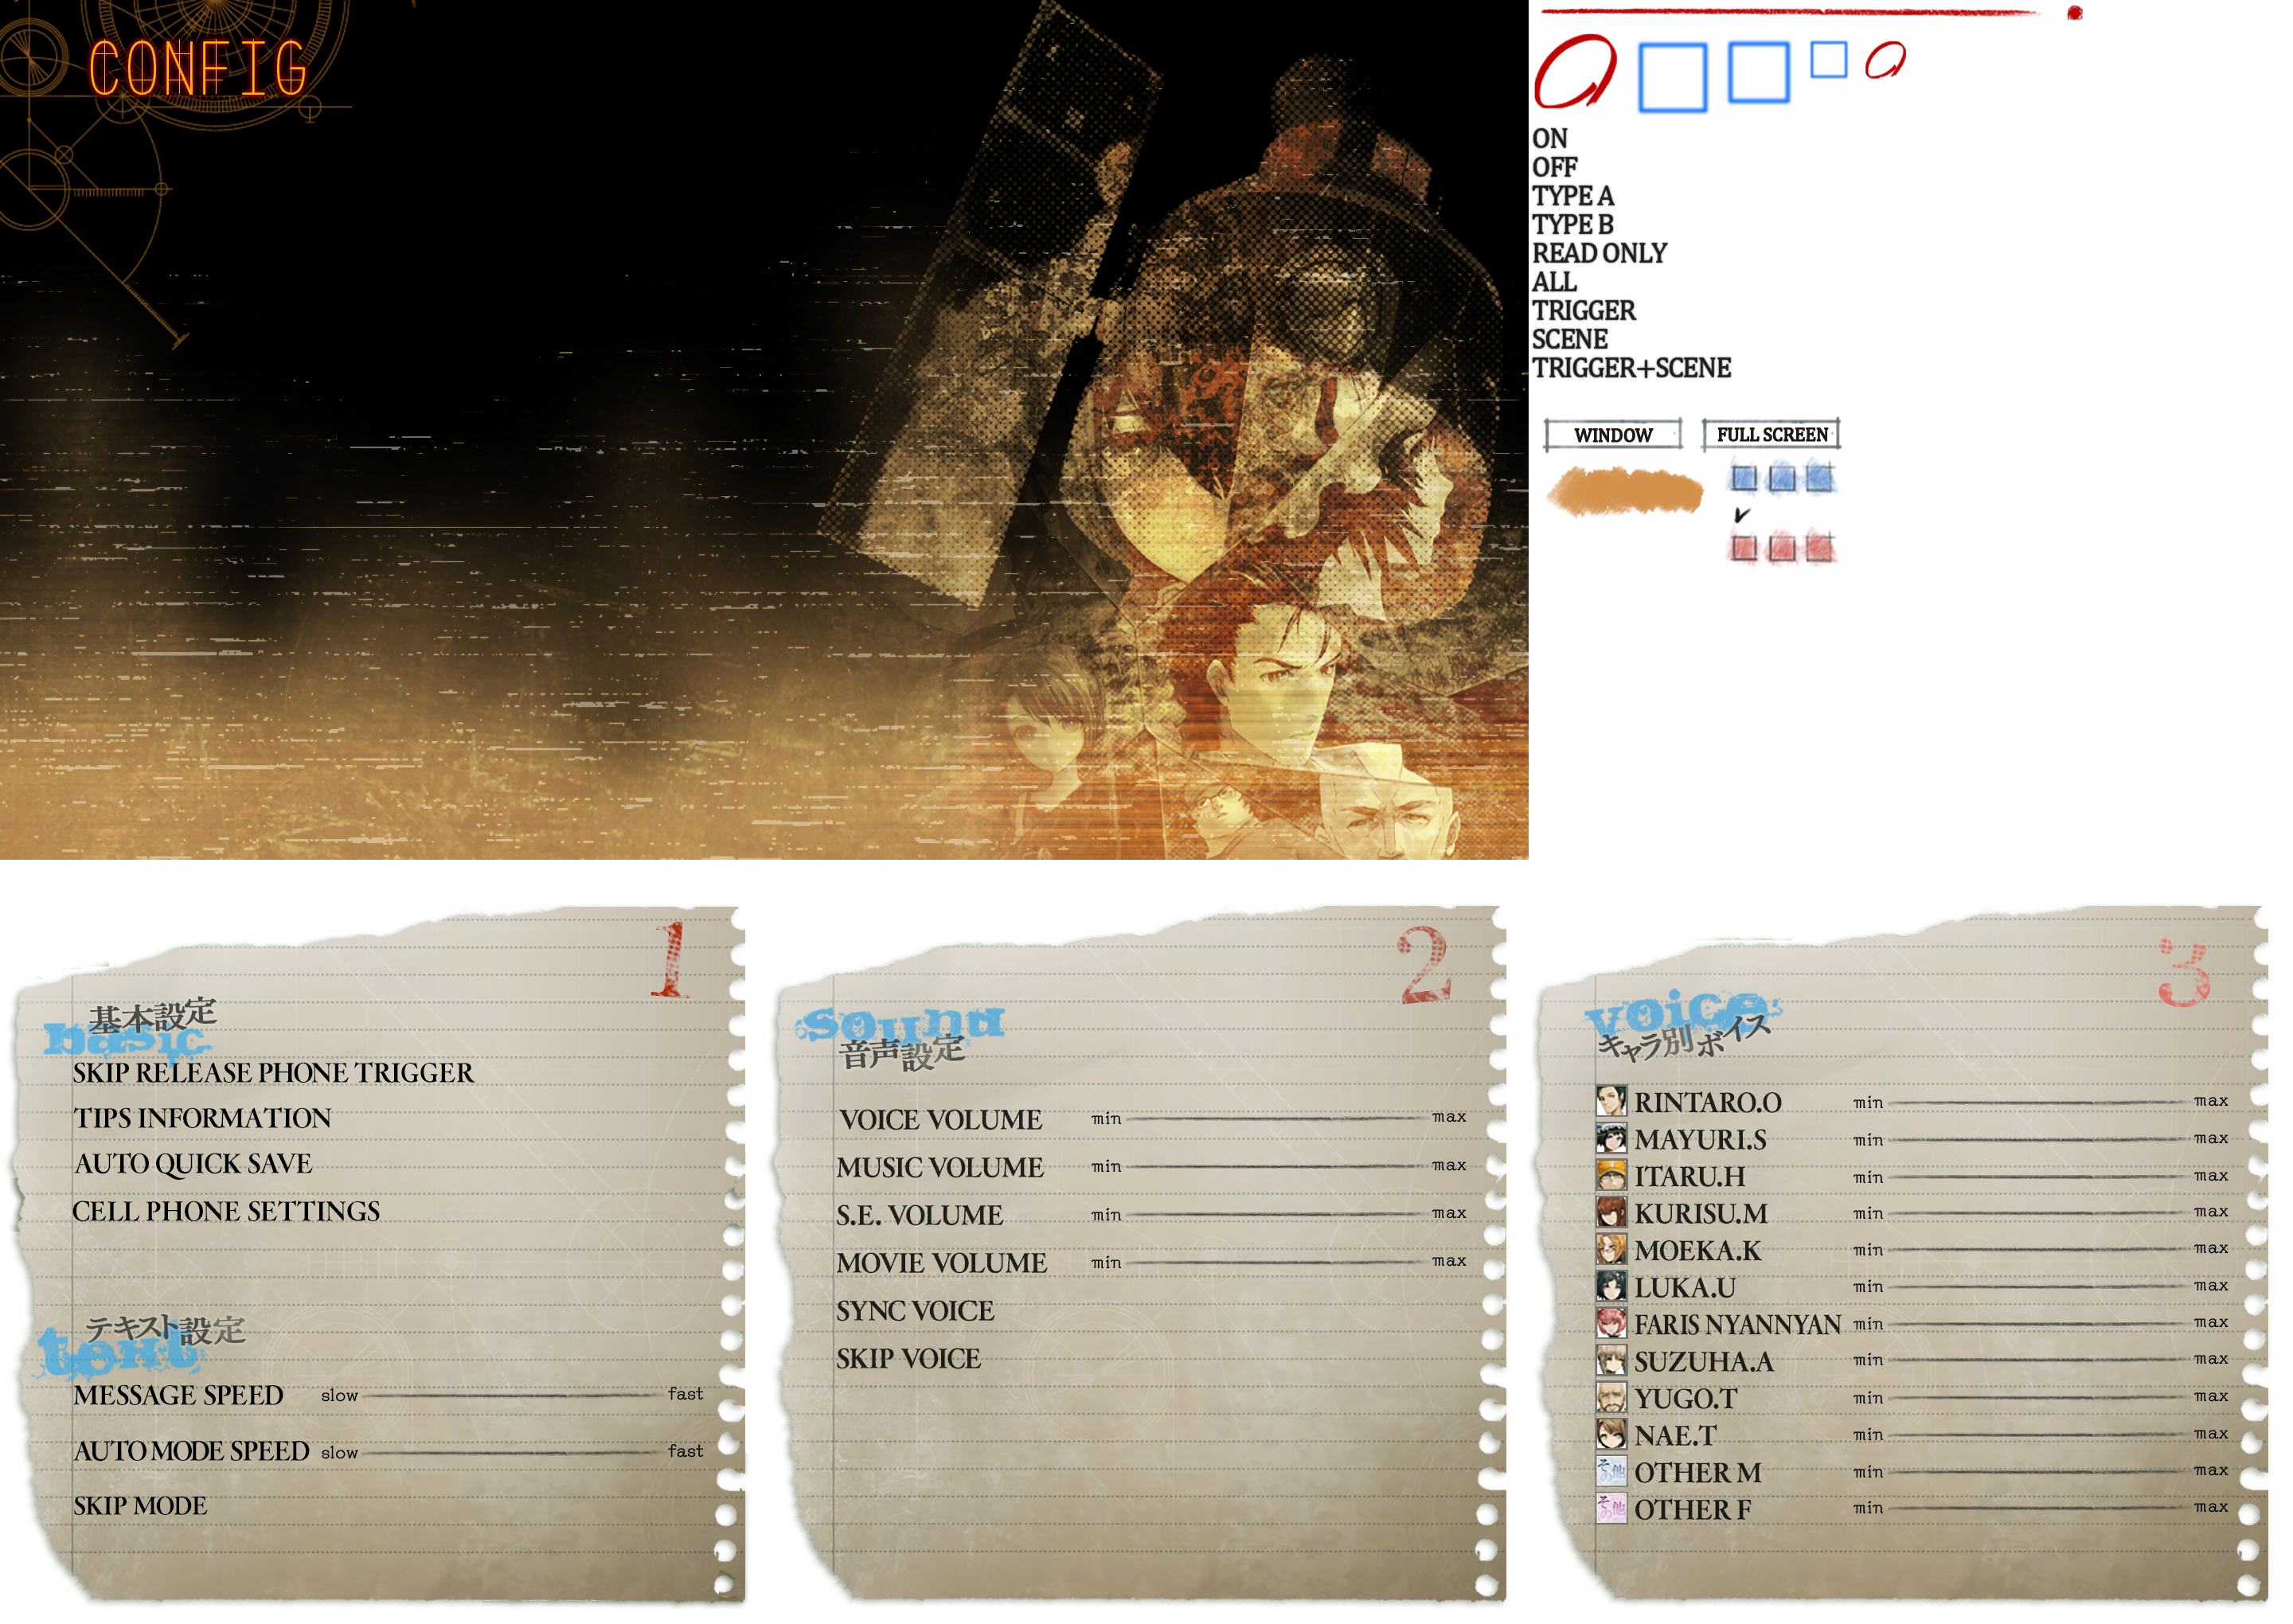 CONFIG
ON
OFF
TYPE A
TYPE B
READ ONLY
ALL
TRIGGER
SCENE
TRIGGER+SCENE
WINDOW
FULL SCREEN
1
基本設定
basic
SKIP RELEASE PHONE TRIGGER
TIPS INFORMATION
AUTO QUICK SAVE
CELL PHONE SETTINGS
テキスト設定
text
MESSAGE SPEED slow fast
AUTO MODE SPEED slow fast
SKIP MODE
2
sound
音声設定
VOICE VOLUME min max
MUSIC VOLUME min max
S.E. VOLUME min max
MOVIE VOLUME min max
SYNC VOICE
SKIP VOICE
3
voice
キャラ別ボイス
RINTARO.O min max
MAYURI.S min max
ITARU.H min max
KURISU.M min max
MOEKA.K min max
LUKA.U min max
FARIS NYANNYAN min max
SUZUHA.A min max
YUGO.T min max
NAE.T min max
その他 OTHER M min max
その他 OTHER F min max